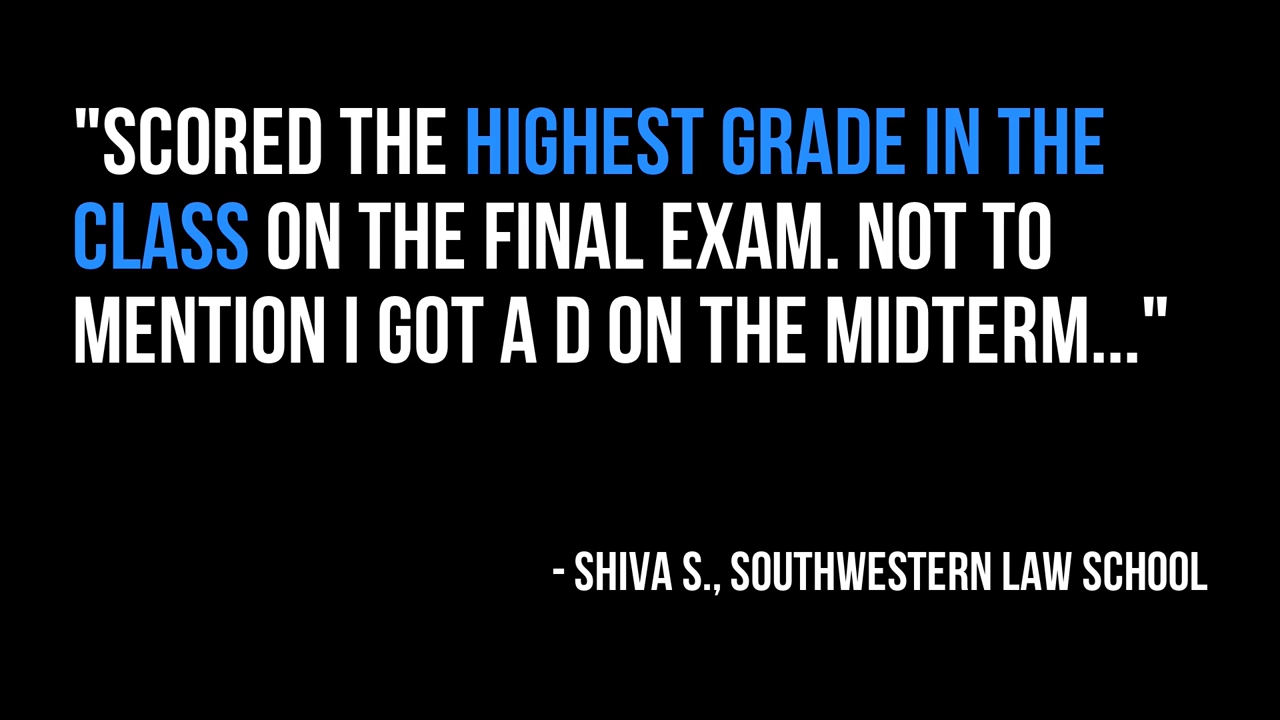 "SCORED THE HIGHEST GRADE IN THE
CLASS ON THE FINAL EXAM. NOT TO
MENTION I GOT A D ON THE MIDTERM..."
- SHIVA S., SOUTHWESTERN LAW SCHOOL